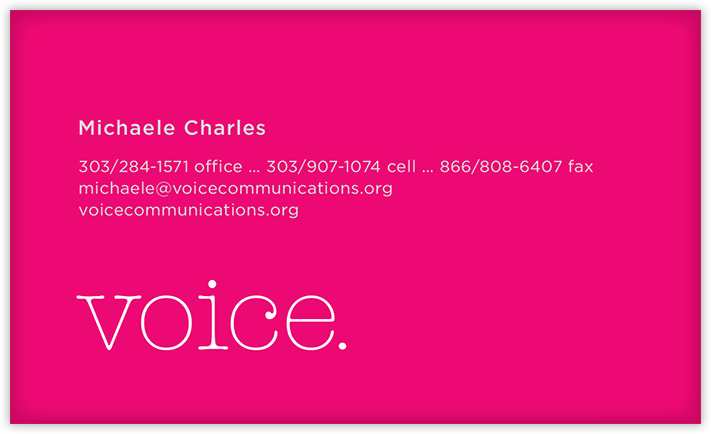 Michaele Charles
303/284-1571 office ... 303/907-1074 cell ... 866/808-6407 fax
michaele@voicecommunications.org
voicecommunications.org
voice.